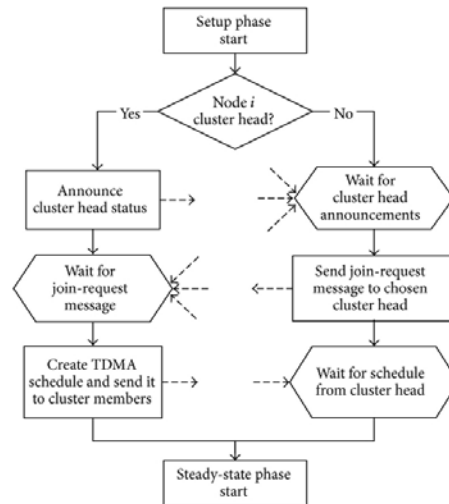 Setup phase
start
Node i
cluster head?
Yes
No
Announce
cluster head status
Wait for
cluster head
announcements
Wait for
join-request
message
Send join-request
message to chosen
cluster head
Create TDMA
schedule and send it
to cluster members
Wait for schedule
from cluster head
Steady-state phase
start